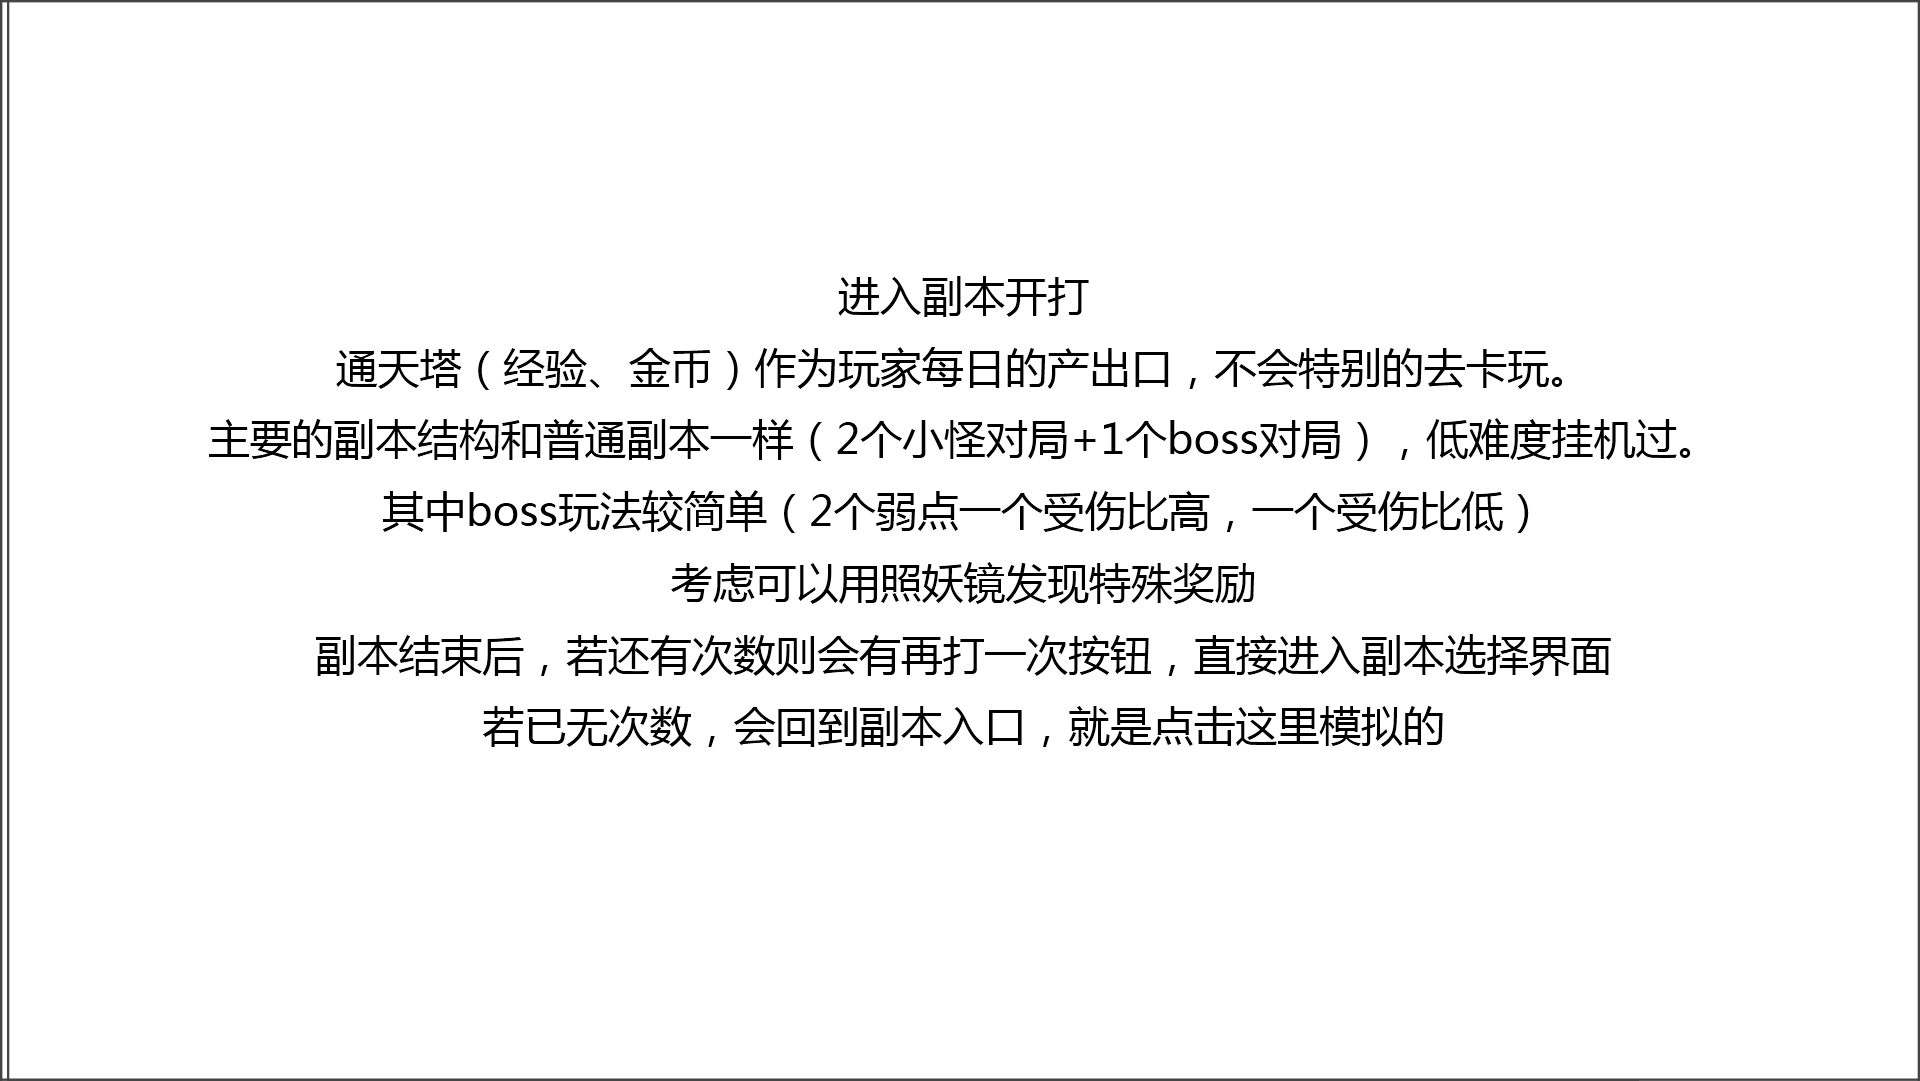 进入副本开打
通天塔（经验、金币）作为玩家每日的产出口，不会特别的去卡玩。
主要的副本结构和普通副本一样（2个小怪对局+1个boss对局），低难度挂机过。
其中boss玩法较简单（2个弱点一个受伤比高，一个受伤比低）
考虑可以用照妖镜发现特殊奖励
副本结束后，若还有次数则会有再打一次按钮，直接进入副本选择界面
若已无次数，会回到副本入口，就是点击这里模拟的